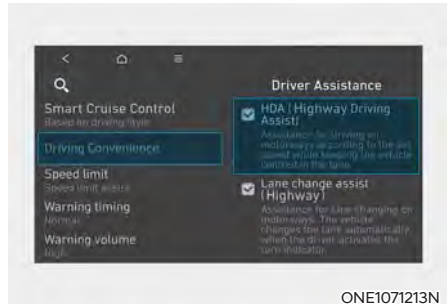 Driver Assistance
Smart Cruise Control
Based on driving style
Driving Convenience
Speed limit
Speed limit assist
Warning timing
Normal
Warning volume
High
HDA (Highway Driving
Assist)
Assistance for driving on
motorways according to the set
speed while keeping the vehicle
centred in the lane.
Lane change assist
(Highway)
Assistance for lane changing on
motorways. The vehicle
changes the lane automatically
when the driver activates the
turn indicator.
ONE1071213N